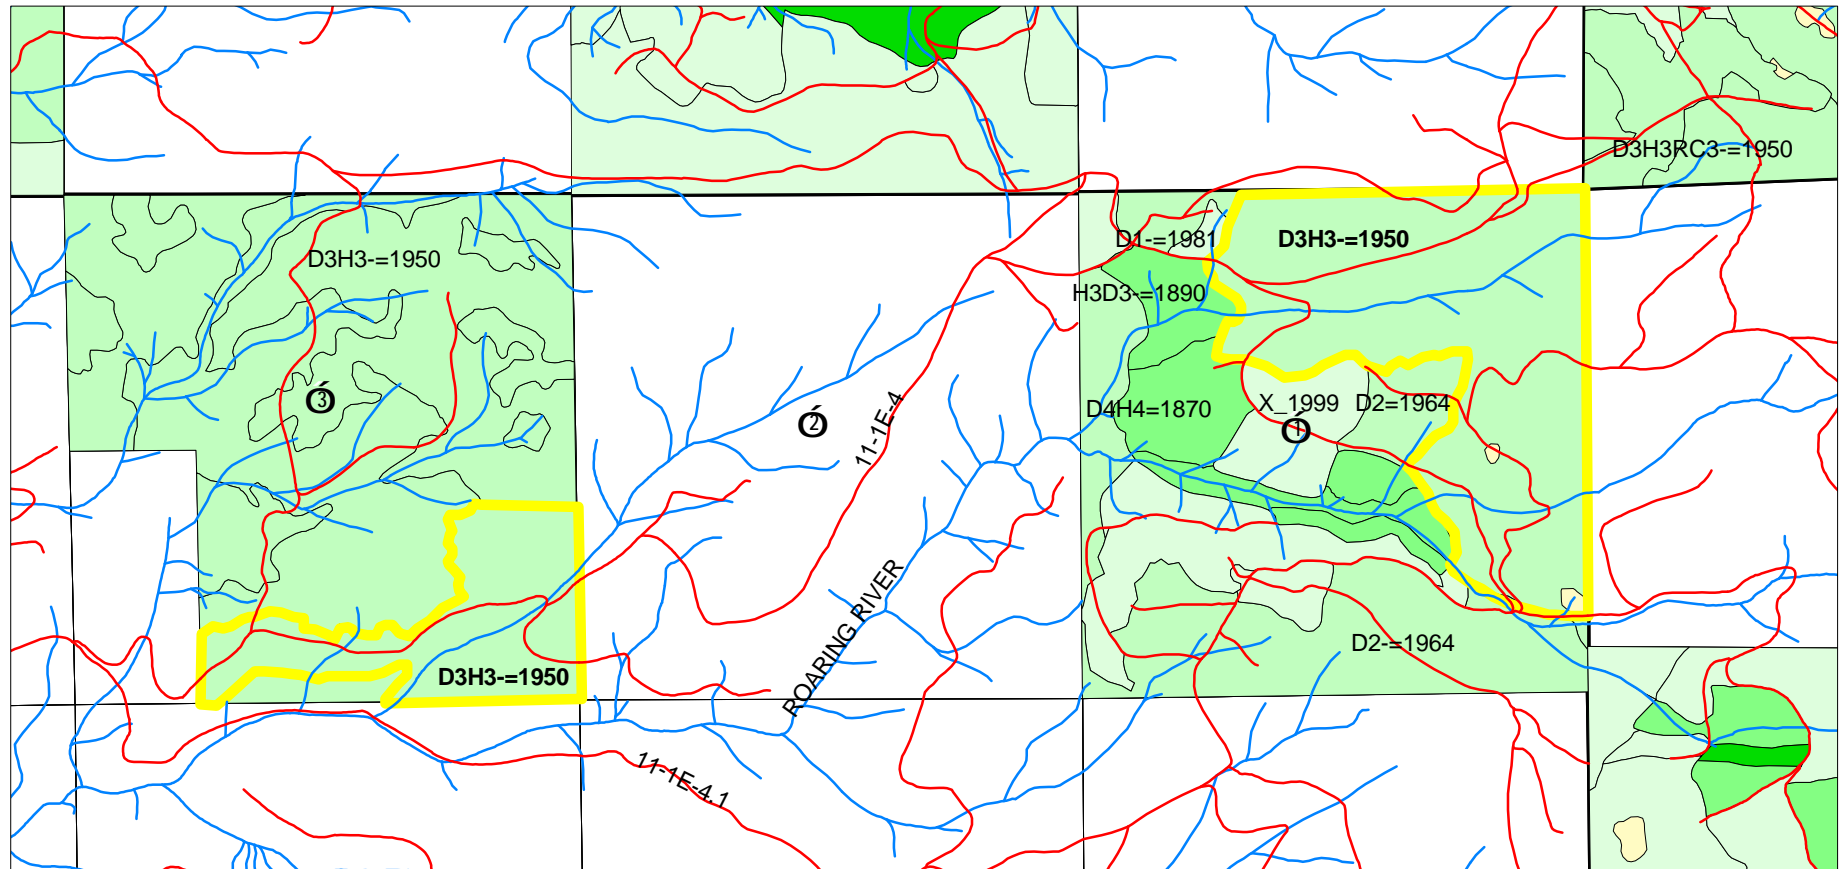 D3H3RC3-=1950
D1-=1981
D3H3-=1950
D3H3-=1950
H3D3-=1890
3
2
11-1E-4
D4H4=1870
X_1999
D2=1964
1
ROARING RIVER
D2-=1964
D3H3-=1950
11-1E-4.1